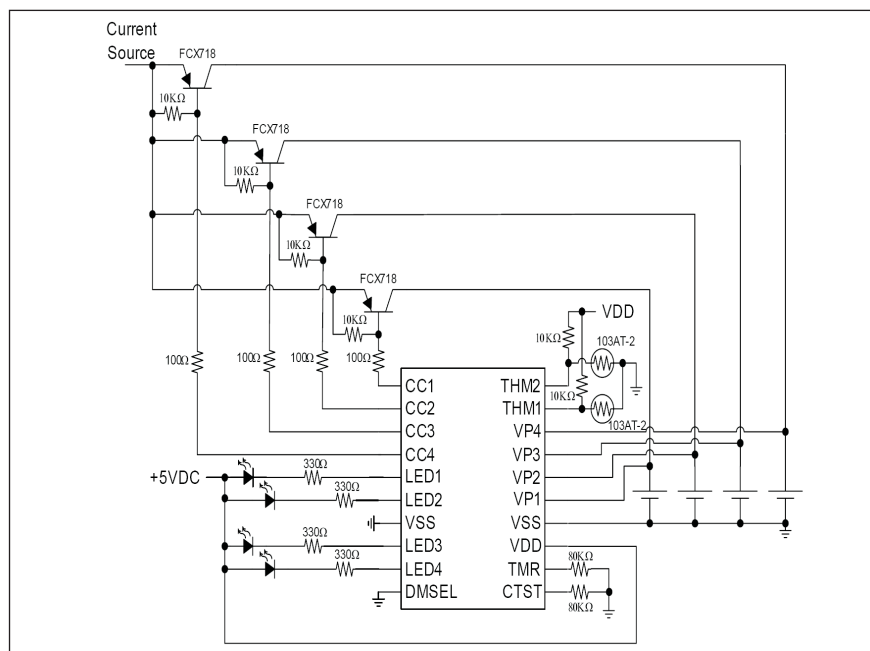 Current
Source
FCX718
10KΩ
FCX718
10KΩ
FCX718
10KΩ
FCX718
10KΩ
VDD
10KΩ
103AT-2
100Ω
100Ω
100Ω
100Ω
CC1
THM2
10KΩ
CC2
THM1
103AT-2
CC3
VP4
CC4
VP3
+5VDC
330Ω
LED1
VP2
330Ω
LED2
VP1
VSS
VSS
330Ω
LED3
VDD
330Ω
LED4
TMR
80KΩ
DMSEL
CTST
80KΩ